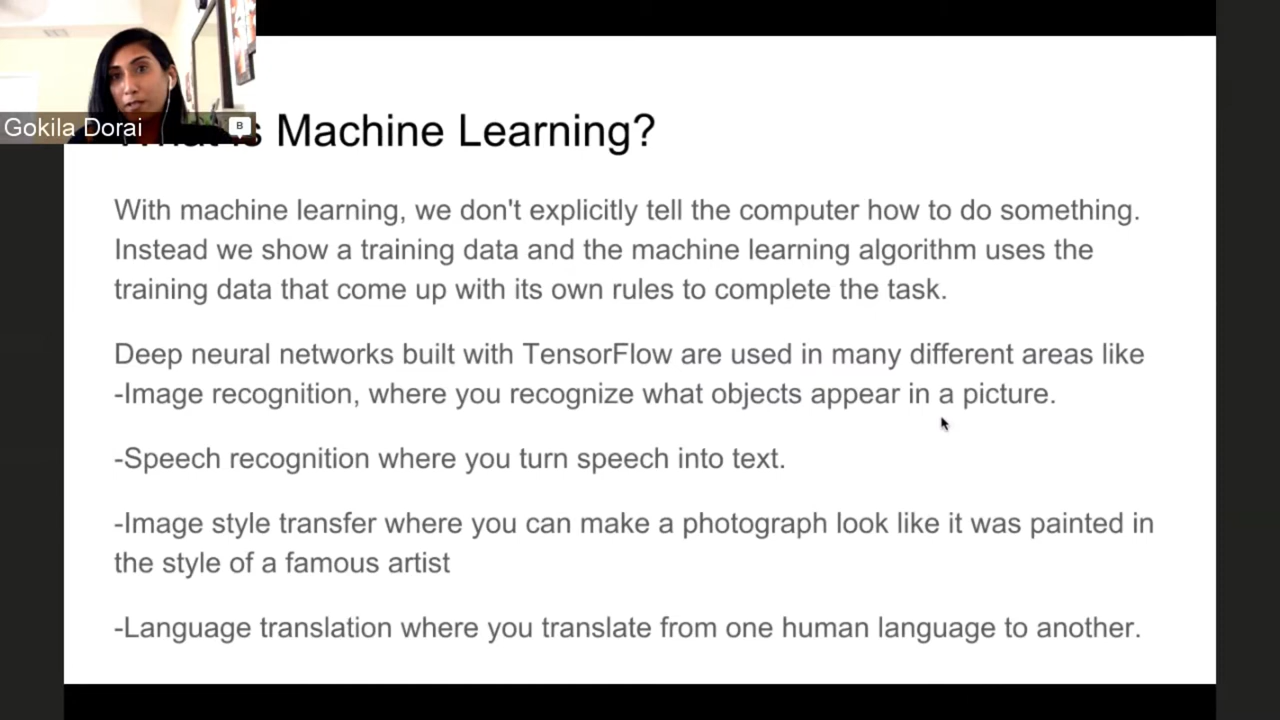 Gokila Dorai
B
What is Machine Learning?
With machine learning, we don't explicitly tell the computer how to do something.
Instead we show a training data and the machine learning algorithm uses the
training data that come up with its own rules to complete the task.
Deep neural networks built with TensorFlow are used in many different areas like
-Image recognition, where you recognize what objects appear in a picture.
-Speech recognition where you turn speech into text.
-Image style transfer where you can make a photograph look like it was painted in
the style of a famous artist
-Language translation where you translate from one human language to another.